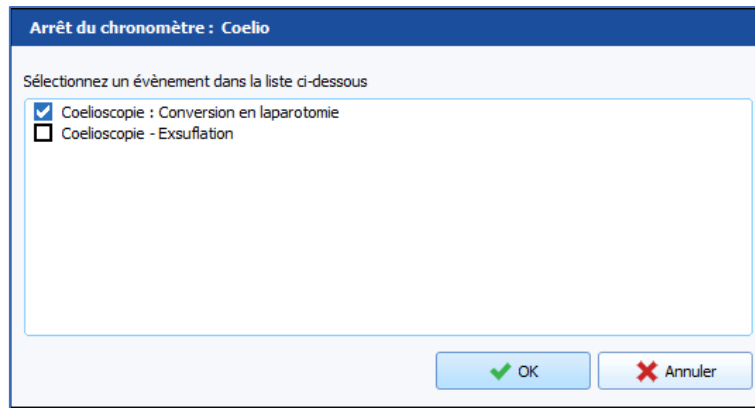 Arrêt du chronomètre : Coelio
Sélectionnez un évènement dans la liste ci-dessous
Coelioscopie : Conversion en laparotomie
Coelioscopie - Exsuflation
OK
Annuler